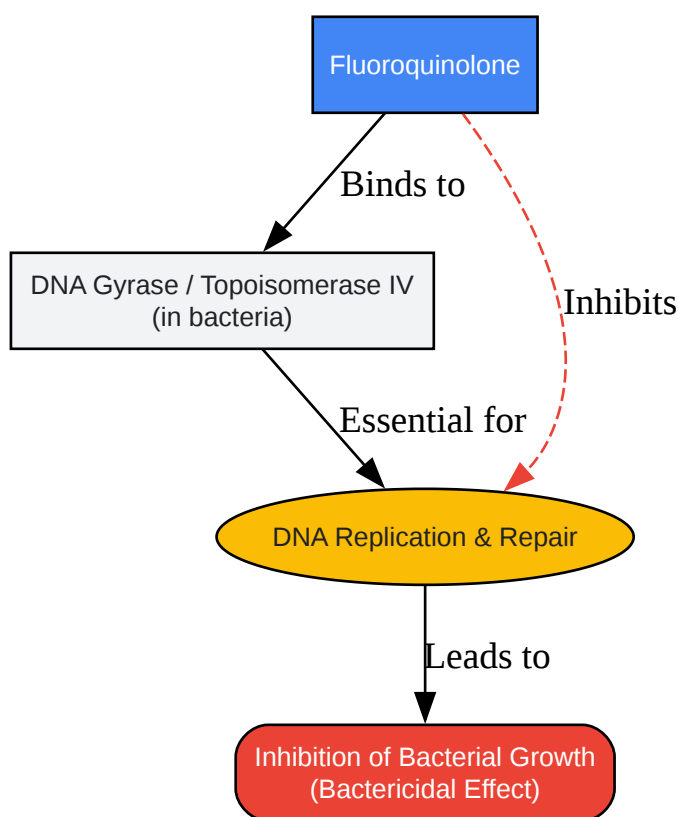 Fluoroquinolone
Binds to
DNA Gyrase / Topoisomerase IV
(in bacteria)
Inhibits
Essential for
DNA Replication & Repair
Leads to
Inhibition of Bacterial Growth
(Bactericidal Effect)